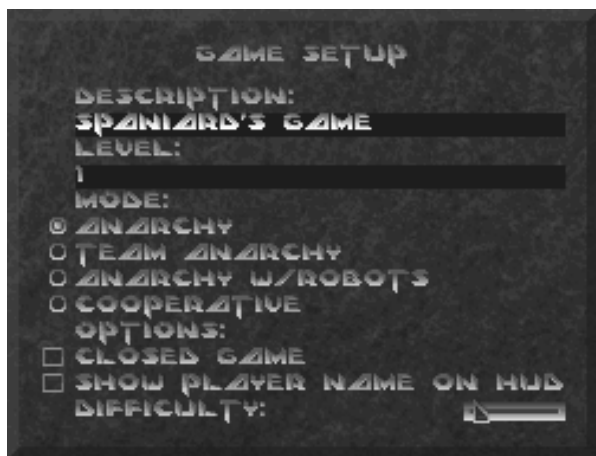 GAME SETUP
DESCRIPTION:
SPANIARD'S GAME
LEVEL:
1
MODE:
ANARCHY
TEAM ANARCHY
ANARCHY W/ROBOTS
COOPERATIVE
OPTIONS:
CLOSED GAME
SHOW PLAYER NAME ON HUD
DIFFICULTY: